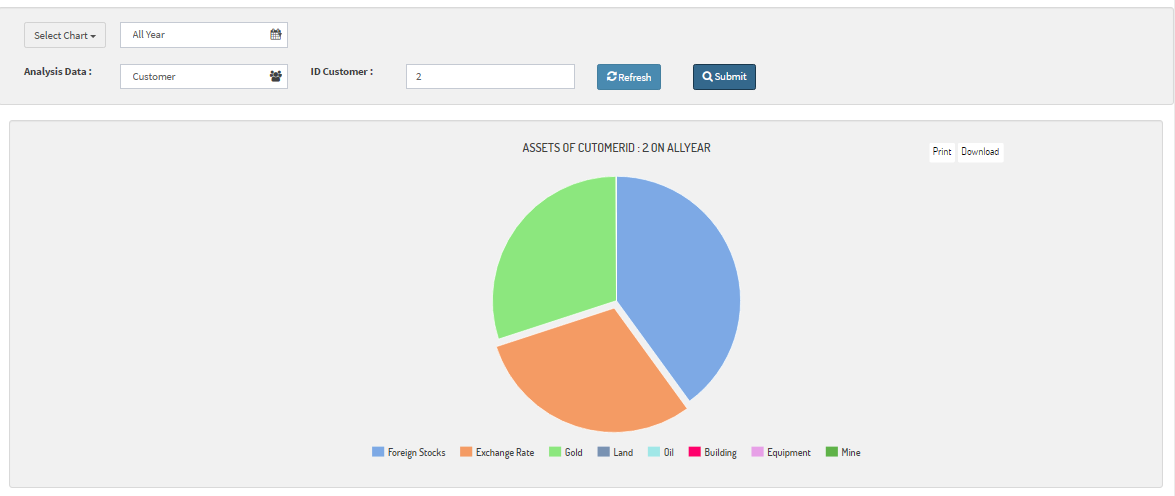 Select Chart
All Year
Analysis Data :
Customer
ID Customer :
2
Refresh
Submit
ASSETS OF CUTOMERID : 2 ON ALLYEAR
Print
Download
Foreign Stocks
Exchange Rate
Gold
Land
Oil
Building
Equipment
Mine